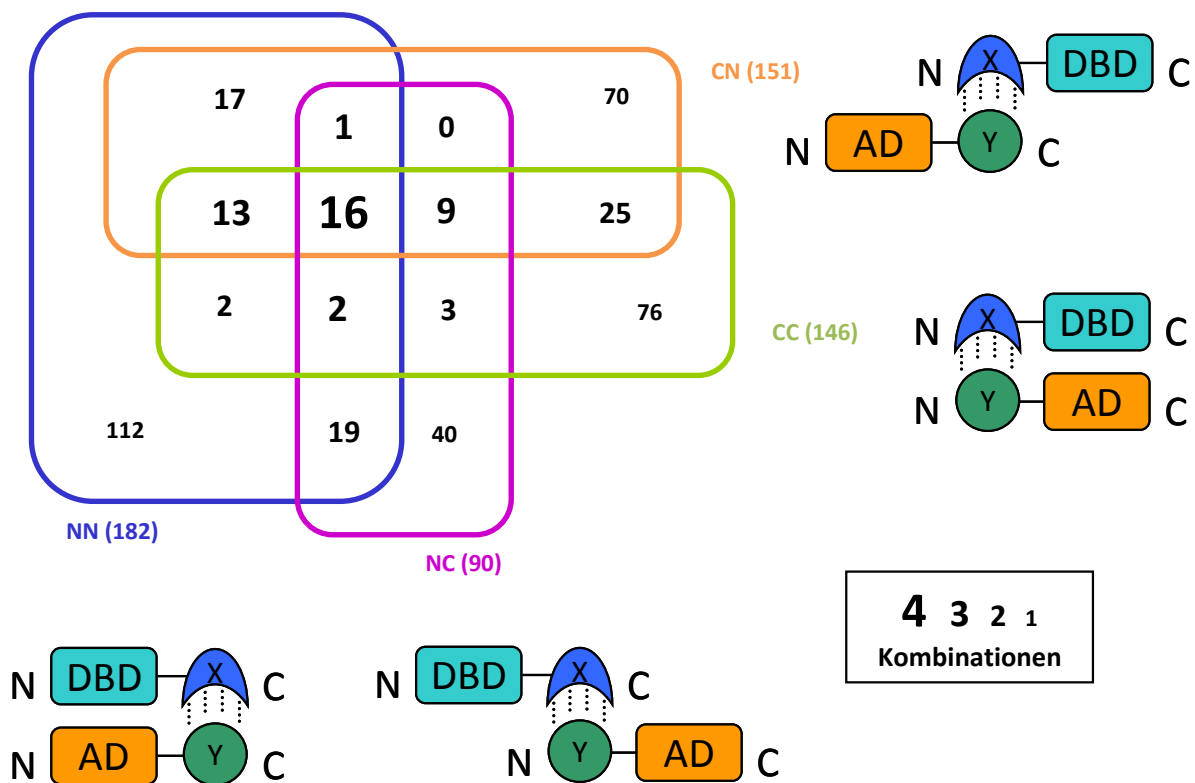 17
70
CN (151)
1
0
13
16
9
25
2
2
3
76
CC (146)
112
19
40
NN (182)
NC (90)
N X DBD C
N AD Y C
N X DBD C
N Y AD C
4 3 2 1
Kombinationen
N DBD X C
N AD Y C
N DBD X C
N Y AD C